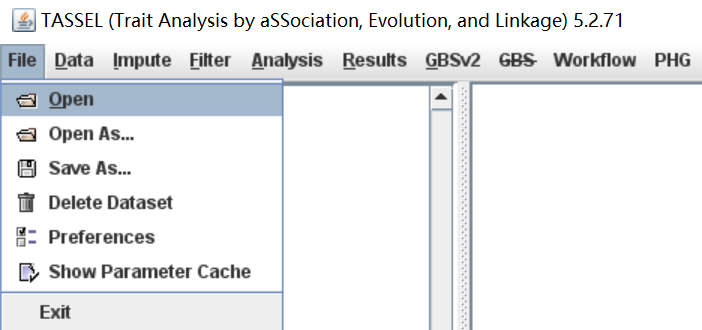 TASSEL (Trait Analysis by aSSociation, Evolution, and Linkage) 5.2.71
File Data Impute Filter Analysis Results GBSv2 GBS Workflow PHG
Open
Open As...
Save As...
Delete Dataset
Preferences
Show Parameter Cache
Exit